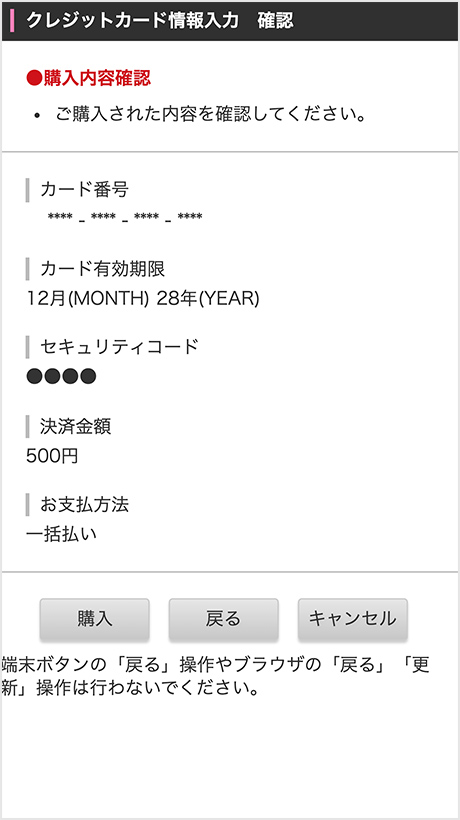 クレジットカード情報入力　確認
●購入内容確認
• ご購入された内容を確認してください。
カード番号
**** - **** - **** - ****
カード有効期限
12月(MONTH) 28年(YEAR)
セキュリティコード
●●●●
決済金額
500円
お支払方法
一括払い
購入
戻る
キャンセル
端末ボタンの「戻る」操作やブラウザの「戻る」「更
新」操作は行わないでください。